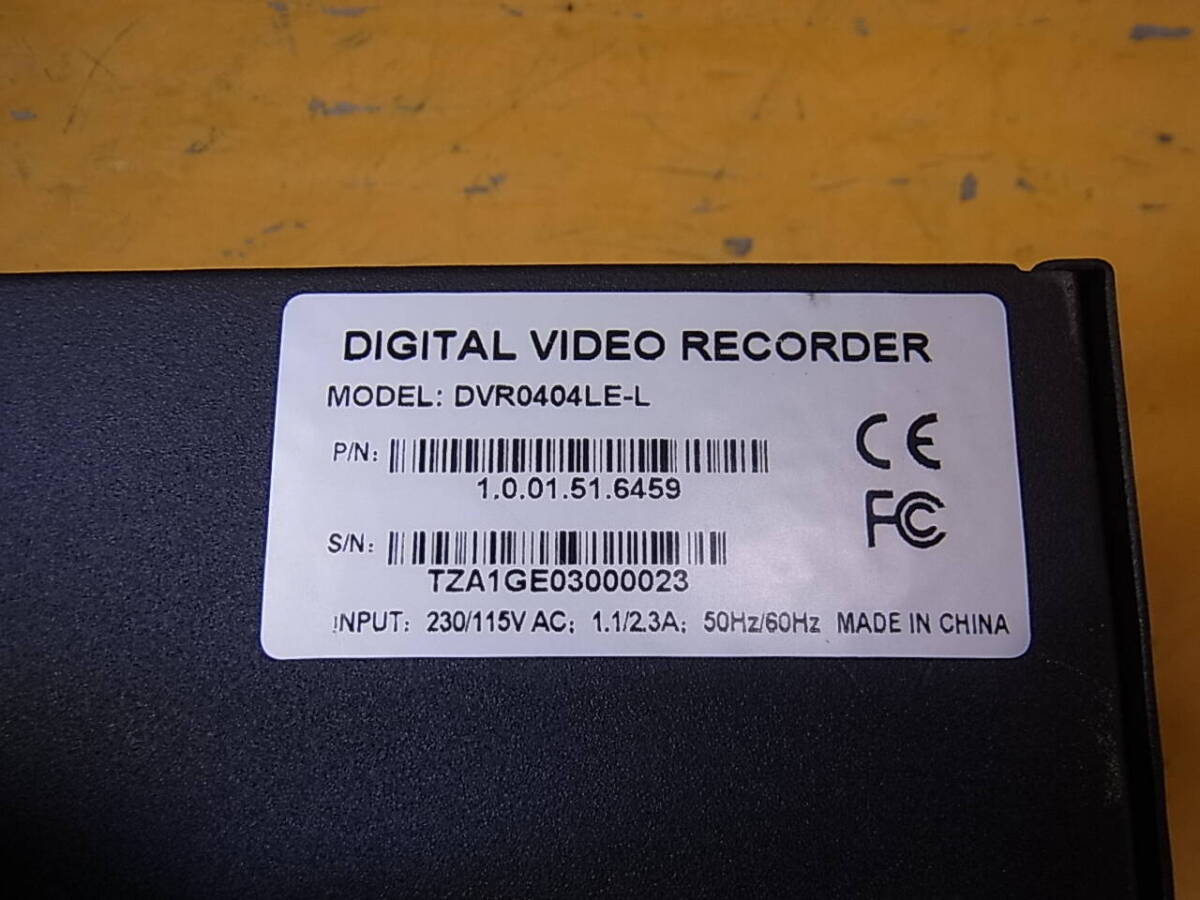 DIGITAL VIDEO RECORDER
MODEL: DVR0404LE-L
P/N:
1.0.01.51.6459
S/N:
TZA1GE03000023
INPUT: 230/115V AC; 1.1/2.3A; 50Hz/60Hz MADE IN CHINA
CE
FC